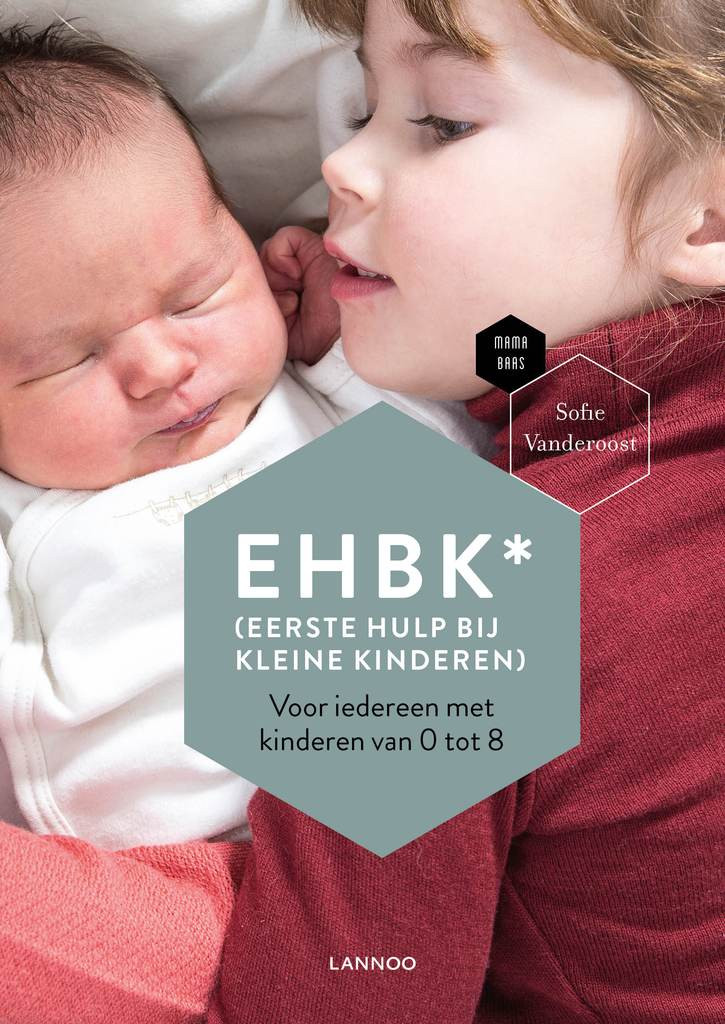 MAMA
BAAS
Sofie
Vanderoost
EHBK*
(EERSTE HULP BIJ
KLEINE KINDEREN)
Voor iedereen met
kinderen van 0 tot 8
LANNOO